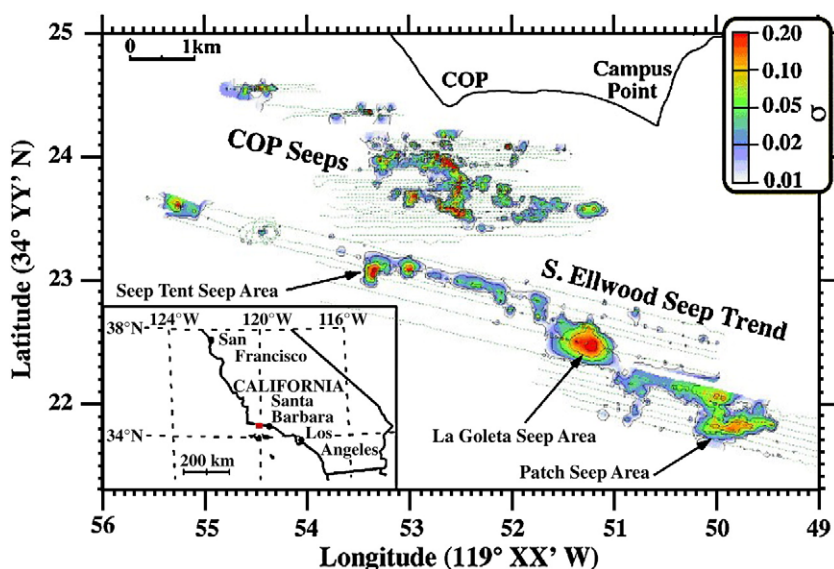 25
24
23
22
Latitude (34° YY' N)
0 1km
COP
Campus
Point
0.20
0.10
0.05
0.02
0.01
σ
COP Seeps
Seep Tent Seep Area
S. Ellwood Seep Trend
La Goleta Seep Area
Patch Seep Area
124°W 120°W 116°W
38°N
San
Francisco
CALIFORNIA
Santa
Barbara
Los
Angeles
34°N
34°N
200 km
56 55 54 53 52 51 50 49
Longitude (119° XX' W)